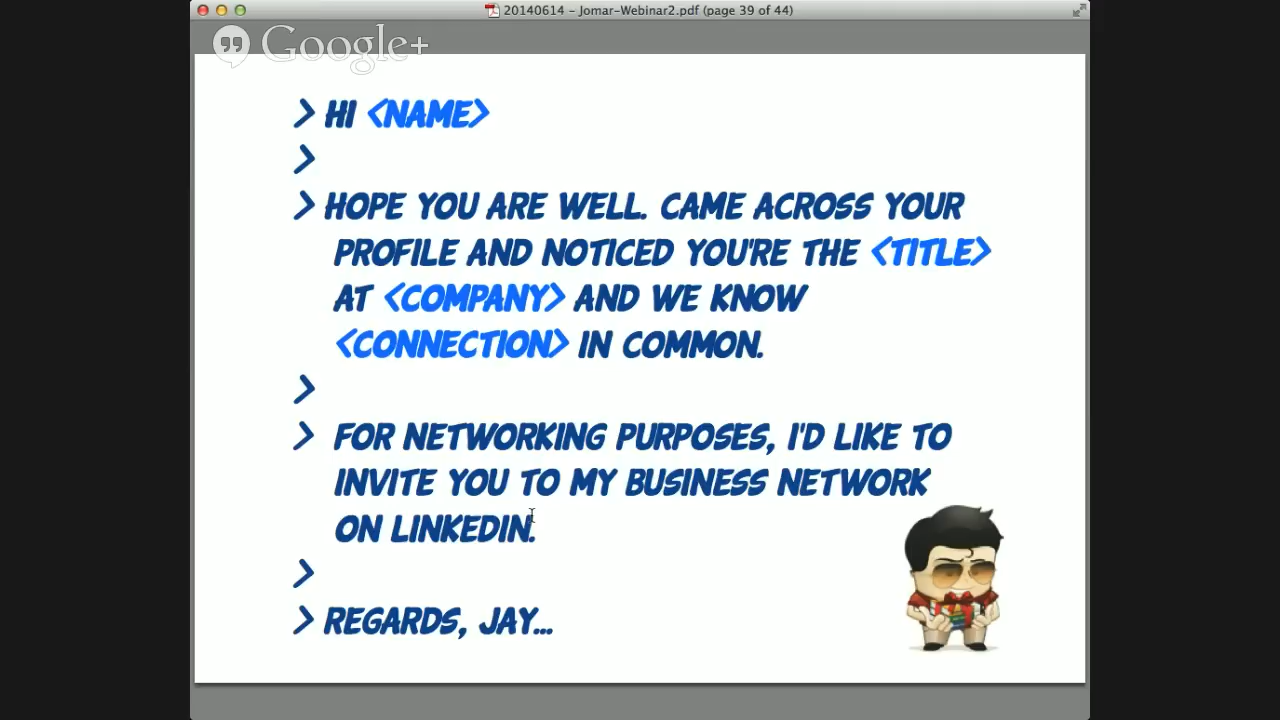 20140614 - Jomar-Webinar2.pdf (page 39 of 44)
Google+
> HI <NAME>
>
> HOPE YOU ARE WELL. CAME ACROSS YOUR
PROFILE AND NOTICED YOU'RE THE <TITLE>
AT <COMPANY> AND WE KNOW
<CONNECTION> IN COMMON.
>
> FOR NETWORKING PURPOSES, I'D LIKE TO
INVITE YOU TO MY BUSINESS NETWORK
ON LINKEDIN.
>
> REGARDS, JAY...